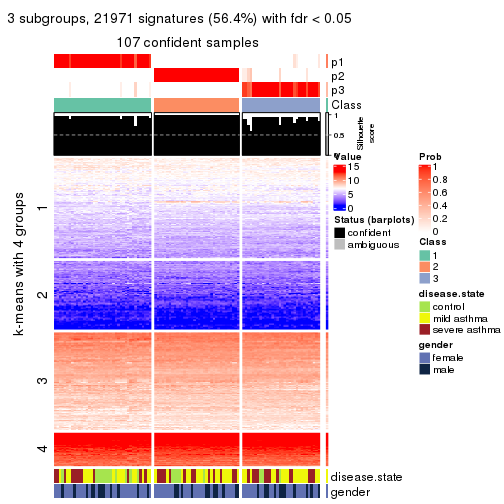 3 subgroups, 21971 signatures (56.4%) with fdr < 0.05
107 confident samples
p1
p2
p3
Class
1
0.5
0
Silhouette
score
k-means with 4 groups
1
2
3
4
disease.state
gender
Value
15
10
5
0
Status (barplots)
confident
ambiguous
Prob
1
0.8
0.6
0.4
0.2
0
Class
1
2
3
disease.state
control
mild asthma
severe asthma
gender
female
male